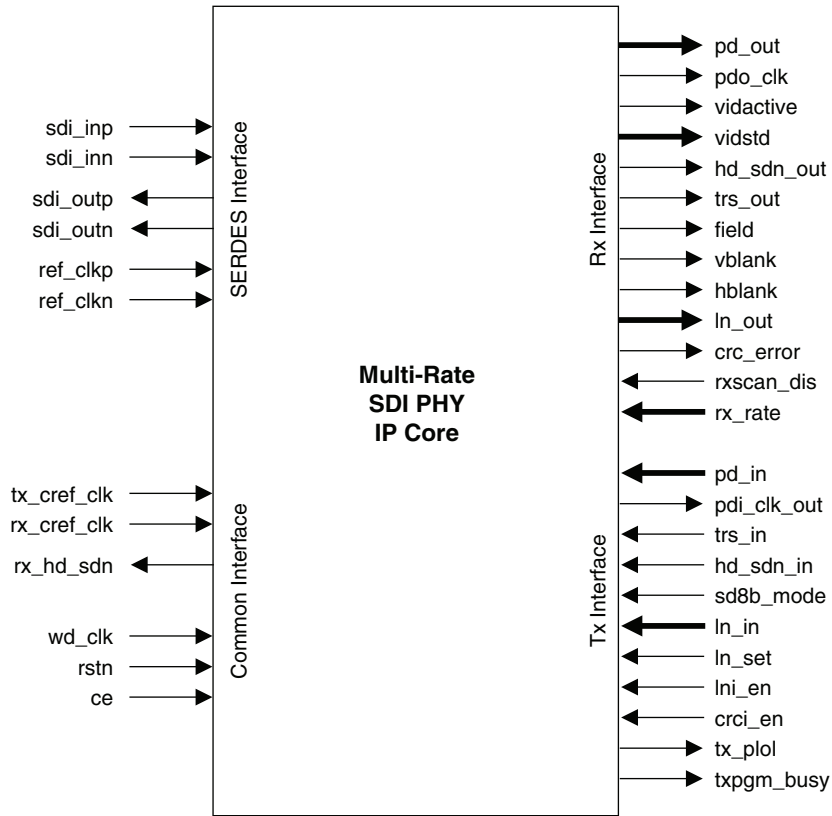 sdi_inp
sdi_inn
sdi_outp
sdi_outn
ref_clkp
ref_clkn
SERDES Interface
tx_cref_clk
rx_cref_clk
rx_hd_sdn
wd_clk
rstn
ce
Common Interface
Multi-Rate
SDI PHY
IP Core
Rx Interface
pd_out
pdo_clk
vidactive
vidstd
hd_sdn_out
trs_out
field
vblank
hblank
ln_out
crc_error
rxscan_dis
rx_rate
Tx Interface
pd_in
pdi_clk_out
trs_in
hd_sdn_in
sd8b_mode
ln_in
ln_set
lni_en
crci_en
tx_plol
txpgm_busy